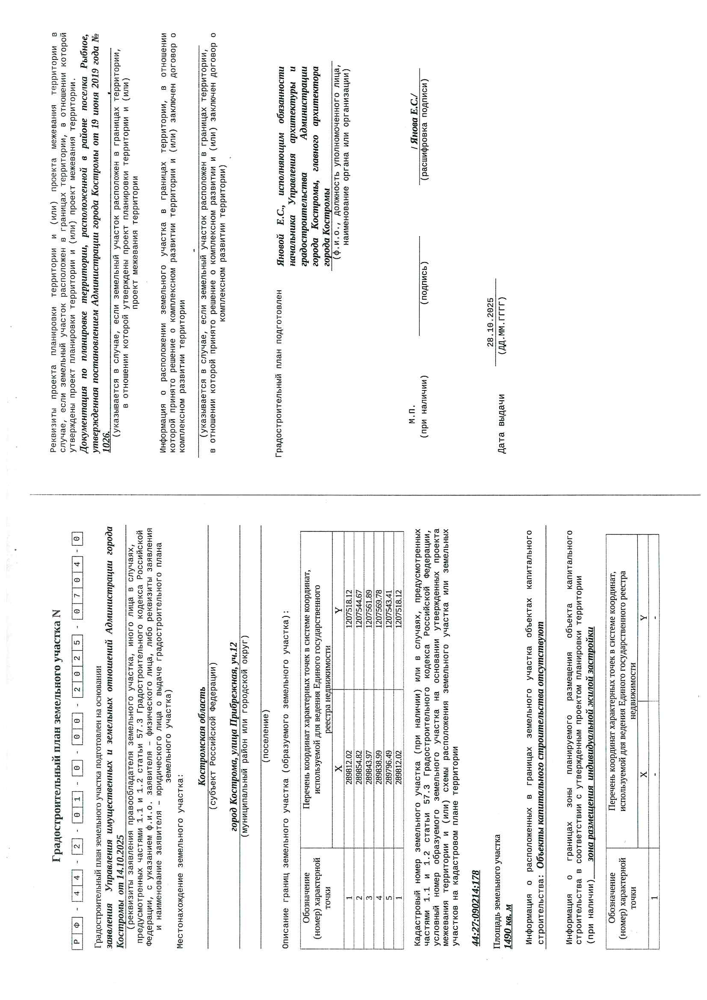 Градостроительный план земельного участка N
Р Ф - 4 4 - 2 - 0 1 - 0 - 0 0 - 2 0 2 5 - 0 7 0 4 - 0
Градостроительный план земельного участка подготовлен на основании
заявления Управления имущественных и земельных отношений Администрации города
Костромы от 14.10.2025
(реквизиты заявления правообладателя земельного участка, иного лица в случаях,
предусмотренных частями 1.1 и 1.2 статьи 57.3 Градостроительного кодекса Российской
Федерации, с указанием ф.и.о. заявителя – физического лица, либо реквизиты заявления
и наименование заявителя – юридического лица о выдаче градостроительного плана
земельного участка)
Местонахождение земельного участка:
Костромская область
(субъект Российской Федерации)
город Кострома, улица Прибрежная, уч.12
(муниципальный район или городской округ)
(поселение)
Описание границ земельного участка (образуемого земельного участка):
Обозначение (номер) характерной точки
Перечень координат характерных точек в системе координат,
используемой для ведения Единого государственного
реестра недвижимости
X Y
1 289812.02 1207518.12
2 289854.82 1207544.67
3 289843.97 1207561.89
4 289838.99 1207569.78
5 289796.49 1207543.41
1 289812.02 1207518.12
Кадастровый номер земельного участка (при наличии) или в случаях, предусмотренных
частями 1.1 и 1.2 статьи 57.3 Градостроительного кодекса Российской Федерации,
условный номер образуемого земельного участка на основании утвержденных проекта
межевания территории и (или) схемы расположения земельного участка или земельных
участков на кадастровом плане территории
44:27:090214:178
Площадь земельного участка
1490 кв. м
Информация о расположенных в границах земельного участка объектах капитального
строительства: Объекты капитального строительства отсутствуют
Информация о границах зоны планируемого размещения объекта капитального
строительства в соответствии с утвержденным проектом планировки территории
(при наличии) зона размещения индивидуальной жилой застройки
Обозначение (номер) характерной точки
Перечень координат характерных точек в системе координат,
используемой для ведения Единого государственного реестра
недвижимости
X Y
1 - -
Реквизиты проекта планировки территории и (или) проекта межевания территории в
случае, если земельный участок расположен в границах территории, в отношении которой
утверждены проект планировки территории и (или) проект межевания территории.
Документация по планировке территории, расположенной в районе поселка Рыбное,
утвержденная постановлением Администрации города Костромы от 19 июня 2019 года №
1026.
(указывается в случае, если земельный участок расположен в границах территории,
в отношении которой утверждены проект планировки территории и (или)
проект межевания территории
Информация о расположении земельного участка в границах территории, в отношении
которой принято решение о комплексном развитии территории и (или) заключен договор о
комплексном развитии территории
-
(указывается в случае, если земельный участок расположен в границах территории,
в отношении которой принято решение о комплексном развитии и (или) заключен договор о
комплексном развитии территории)
Градостроительный план подготовлен
Яновой Е.С., исполняющим обязанности
начальника Управления архитектуры и
градостроительства Администрации
города Костромы, главного архитектора
города Костромы
(ф.и.о., должность уполномоченного лица,
наименование органа или организации)
М.П.
(при наличии)
(подпись)
/ Янова Е.С./
(расшифровка подписи)
Дата выдачи
28.10.2025
(ДД.ММ.ГГГГ)